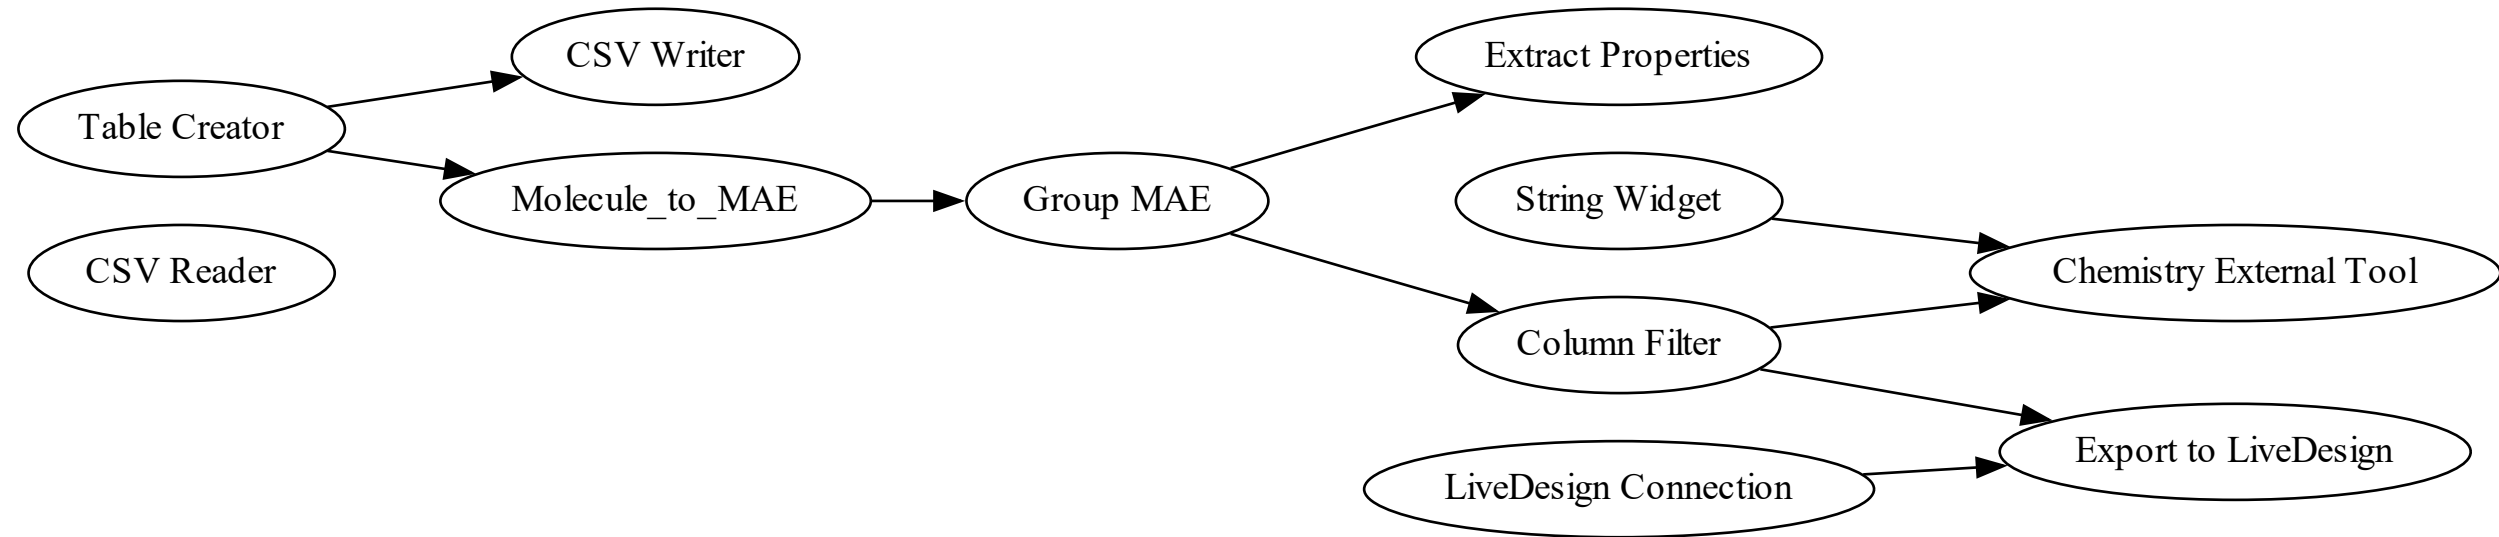 Table Creator
CSV Reader
CSV Writer
Molecule_to_MAE
Group MAE
Extract Properties
String Widget
Column Filter
LiveDesign Connection
Chemistry External Tool
Export to LiveDesign